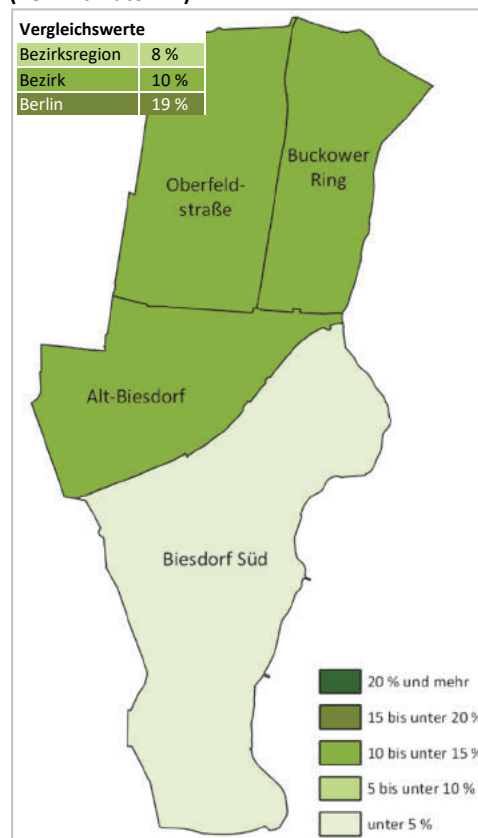 Vergleichswerte
Bezirksregion 8 %
Bezirk 10 %
Berlin 19 %
Buckower
Ring
Oberfeld-
straße
Alt-Biesdorf
Biesdorf Süd
20 % und mehr
15 bis unter 20 %
10 bis unter 15 %
5 bis unter 10 %
unter 5 %